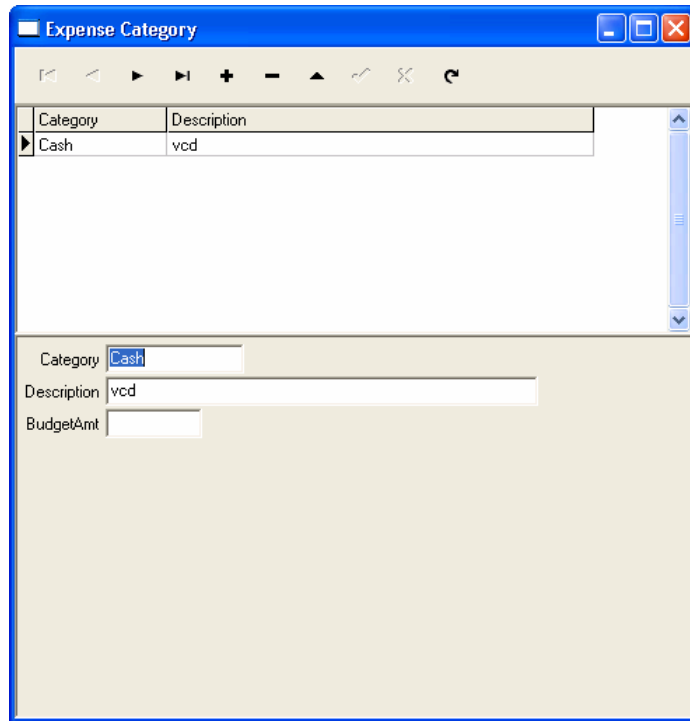 Expense Category
Category Description
Cash vcd
Category Cash
Description vcd
BudgetAmt